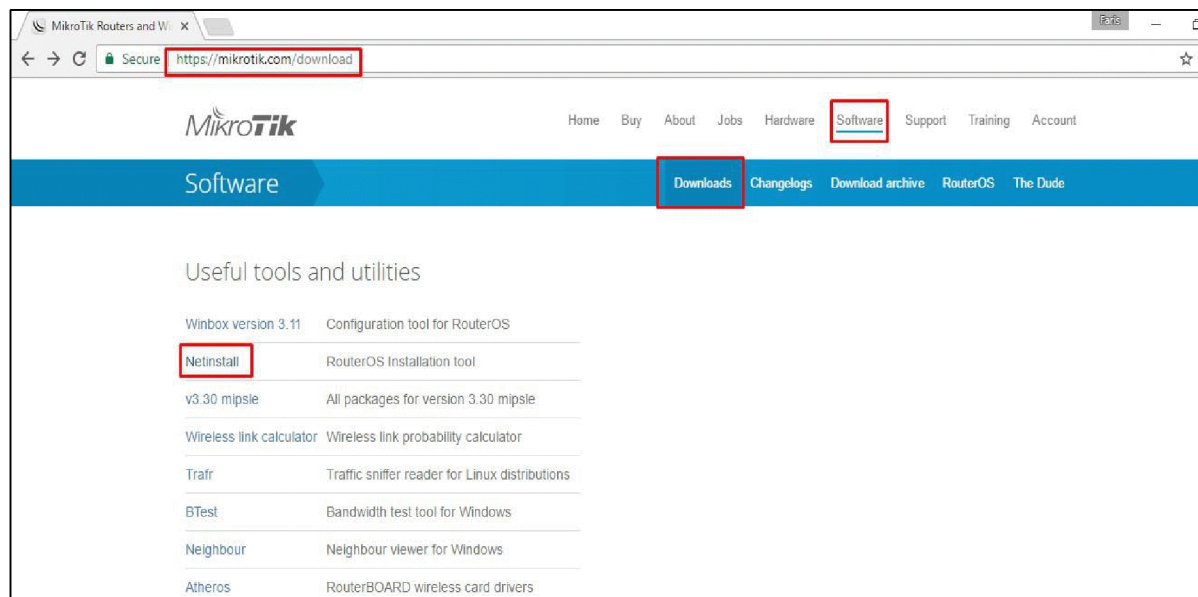 MikroTik Routers and Wi
Faris
Secure https://mikrotik.com/download
MikroTik
Home Buy About Jobs Hardware Software Support Training Account
Software
Downloads Changelogs Download archive RouterOS The Dude
Useful tools and utilities
Winbox version 3.11 Configuration tool for RouterOS
Netinstall RouterOS Installation tool
v3.30 mipsle All packages for version 3.30 mipsle
Wireless link calculator Wireless link probability calculator
Trafr Traffic sniffer reader for Linux distributions
BTest Bandwidth test tool for Windows
Neighbour Neighbour viewer for Windows
Atheros RouterBOARD wireless card drivers